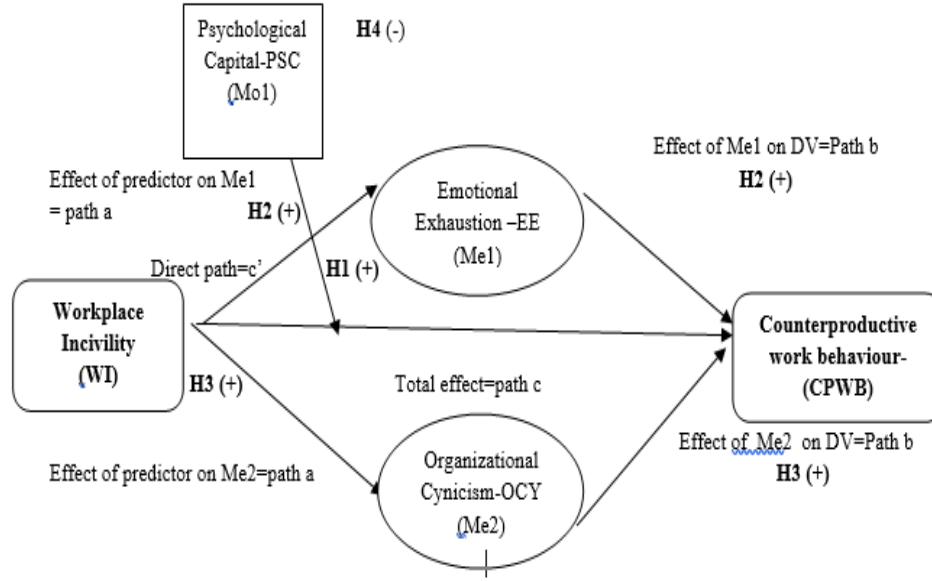 Psychological
Capital-PSC
(Mo1)
H4 (-)
Effect of Me1 on DV=Path b
H2 (+)
Effect of predictor on Me1
= path a
H2 (+)
Emotional
Exhaustion –EE
(Me1)
Direct path=c’
H1 (+)
Workplace
Incivility
(WI)
Counterproductive
work behaviour-
(CPWB)
H3 (+)
Total effect=path c
Effect of Me2 on DV=Path b
H3 (+)
Effect of predictor on Me2=path a
Organizational
Cynicism-OCY
(Me2)